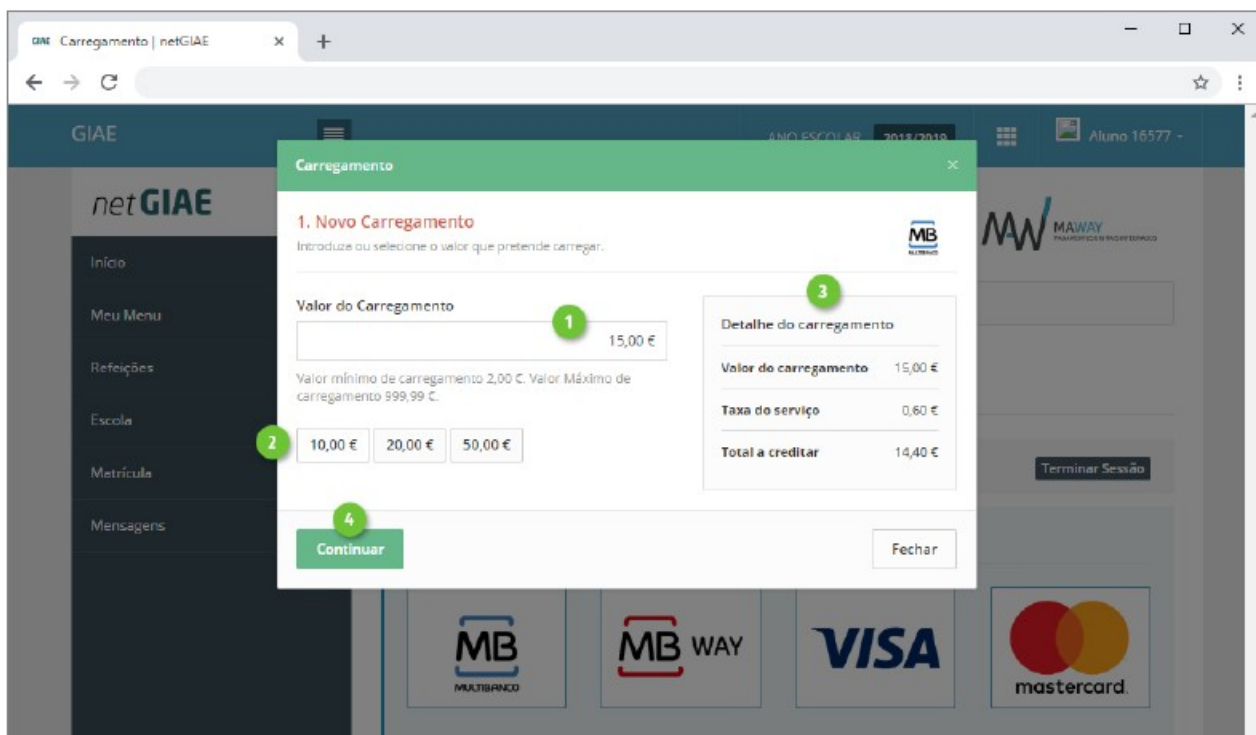 GIAE Carregamento | netGIAE
GIAE
ANO ESCOLAR 2018/2019
Aluno 16577
Carregamento
netGIAE
1. Novo Carregamento
Introduza ou selecione o valor que pretende carregar.
MB
MULTIBANCO
MAWAY
Início
Meu Menu
Refeições
Escola
Matrícula
Mensagens
Valor do Carregamento
1
15,00 €
Valor mínimo de carregamento 2,00 €. Valor Máximo de
carregamento 999,99 €.
2
10,00 € 20,00 € 50,00 €
3
Detalhe do carregamento
Valor do carregamento 15,00 €
Taxa do serviço 0,60 €
Total a creditar 14,40 €
Terminar Sessão
4
Continuar
Fechar
MB
MULTIBANCO
MB WAY
VISA
mastercard.